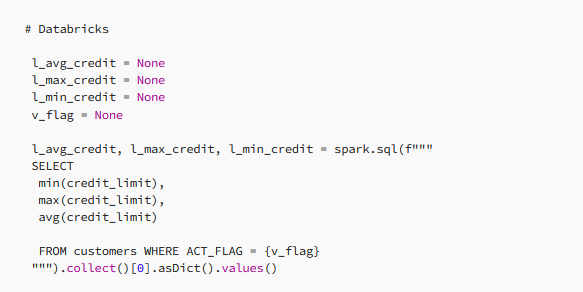 # Databricks
l_avg_credit = None
l_max_credit = None
l_min_credit = None
v_flag = None
l_avg_credit, l_max_credit, l_min_credit = spark.sql(f"""
SELECT
min(credit_limit),
max(credit_limit),
avg(credit_limit)
FROM customers WHERE ACT_FLAG = {v_flag}
""").collect()[0].asDict().values()